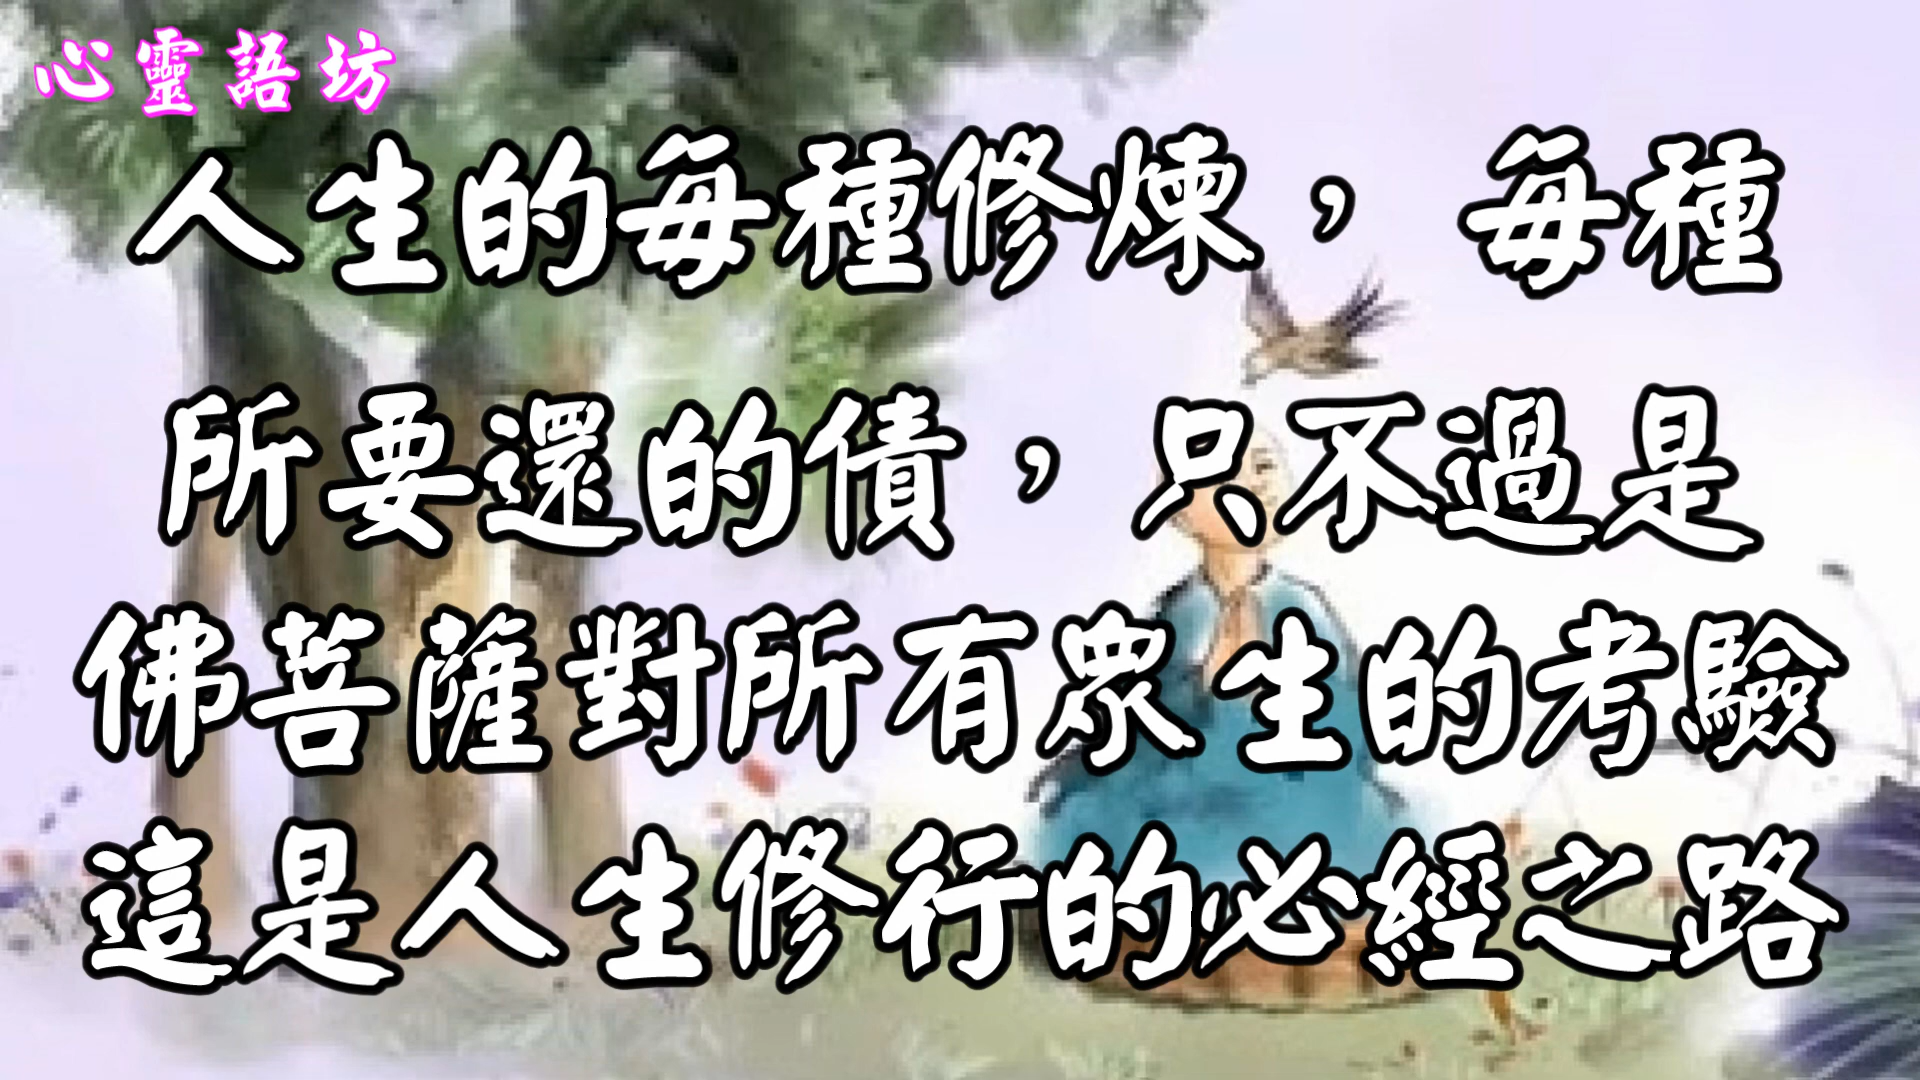 心靈語坊
人生的每種修煉，每種
所要還的債，只不過是
佛菩薩對所有眾生的考驗
這是人生修行的必經之路